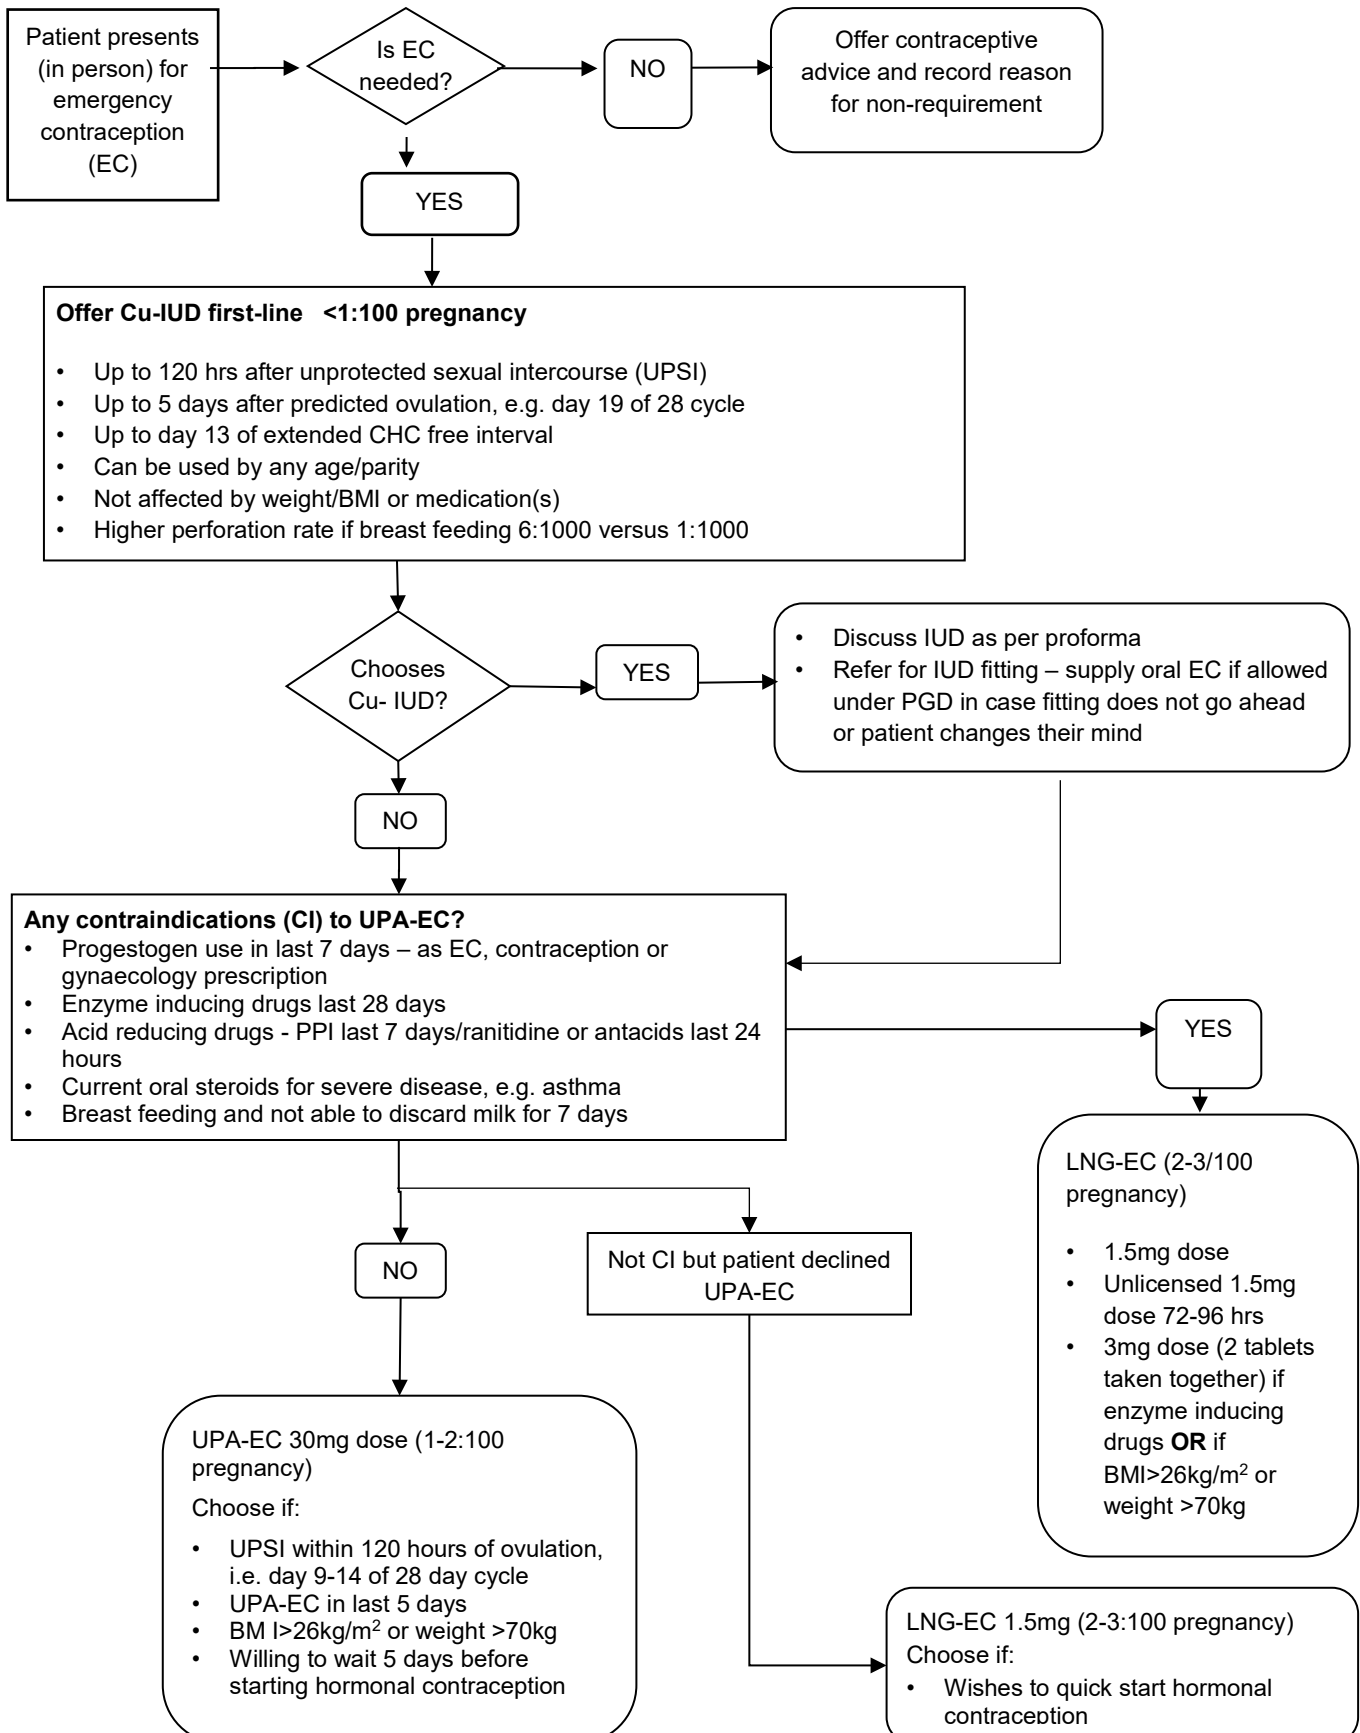 Patient presents
(in person) for
emergency
contraception
(EC)
Is EC
needed?
NO
Offer contraceptive
advice and record reason
for non-requirement
YES
Offer Cu-IUD first-line <1:100 pregnancy
• Up to 120 hrs after unprotected sexual intercourse (UPSI)
• Up to 5 days after predicted ovulation, e.g. day 19 of 28 cycle
• Up to day 13 of extended CHC free interval
• Can be used by any age/parity
• Not affected by weight/BMI or medication(s)
• Higher perforation rate if breast feeding 6:1000 versus 1:1000
Chooses
Cu- IUD?
YES
• Discuss IUD as per proforma
• Refer for IUD fitting – supply oral EC if allowed
under PGD in case fitting does not go ahead
or patient changes their mind
NO
Any contraindications (CI) to UPA-EC?
• Progestogen use in last 7 days – as EC, contraception or
gynaecology prescription
• Enzyme inducing drugs last 28 days
• Acid reducing drugs - PPI last 7 days/ranitidine or antacids last 24
hours
• Current oral steroids for severe disease, e.g. asthma
• Breast feeding and not able to discard milk for 7 days
YES
LNG-EC (2-3/100
pregnancy)
• 1.5mg dose
• Unlicensed 1.5mg
dose 72-96 hrs
• 3mg dose (2 tablets
taken together) if
enzyme inducing
drugs OR if
BMI>26kg/m² or
weight >70kg
NO
Not CI but patient declined
UPA-EC
UPA-EC 30mg dose (1-2:100
pregnancy)
Choose if:
• UPSI within 120 hours of ovulation,
i.e. day 9-14 of 28 day cycle
• UPA-EC in last 5 days
• BM I>26kg/m² or weight >70kg
• Willing to wait 5 days before
starting hormonal contraception
LNG-EC 1.5mg (2-3:100 pregnancy)
Choose if:
• Wishes to quick start hormonal
contraception